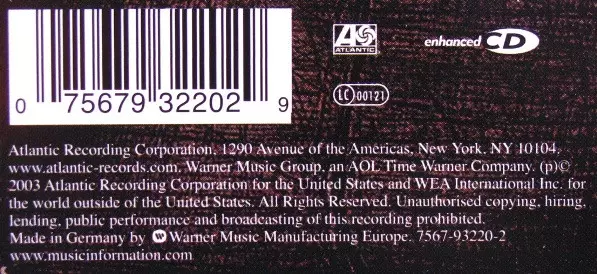 0 75679 32202 9
ATLANTIC
enhanced CD
LC 00121
Atlantic Recording Corporation, 1290 Avenue of the Americas, New York, NY 10104,
www.atlantic-records.com. Warner Music Group, an AOL Time Warner Company. (p)©
2003 Atlantic Recording Corporation for the United States and WEA International Inc. for
the world outside of the United States. All Rights Reserved. Unauthorised copying, hiring,
lending, public performance and broadcasting of this recording prohibited.
Made in Germany by Warner Music Manufacturing Europe. 7567-93220-2
www.musicinformation.com